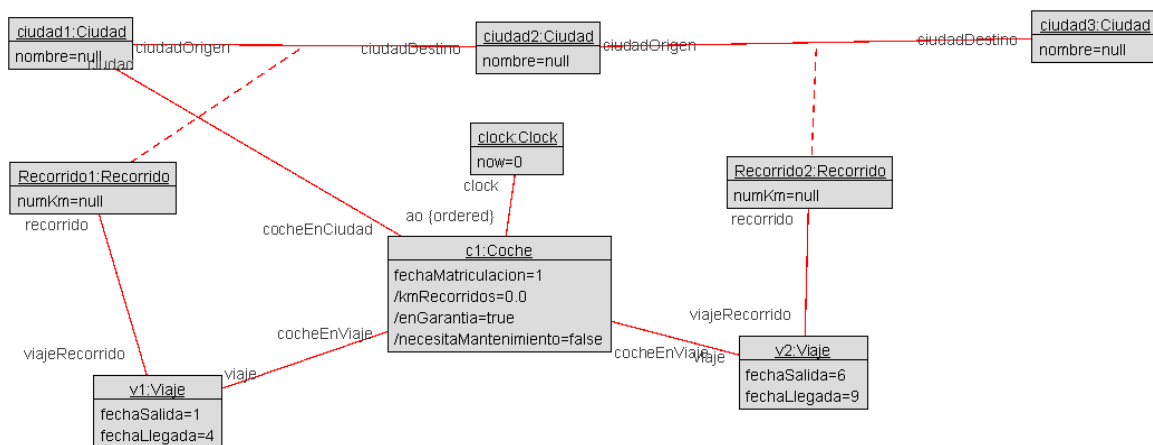 ciudad1:Ciudad
nombre=null
ciudadOrigen
ciudadDestino
ciudad2:Ciudad
nombre=null
ciudadOrigen
ciudadDestino
ciudad3:Ciudad
nombre=null
ciudad
clock:Clock
now=0
clock
Recorrido1:Recorrido
numKm=null
recorrido
Recorrido2:Recorrido
numKm=null
recorrido
ao {ordered}
cocheEnCiudad
c1:Coche
fechaMatriculacion=1
/kmRecorridos=0.0
/enGarantia=true
/necesitaMantenimiento=false
cocheEnViaje
cocheEnViaje
viajeRecorrido
viaje
v1:Viaje
fechaSalida=1
fechaLlegada=4
viajeRecorrido
viaje
v2:Viaje
fechaSalida=6
fechaLlegada=9